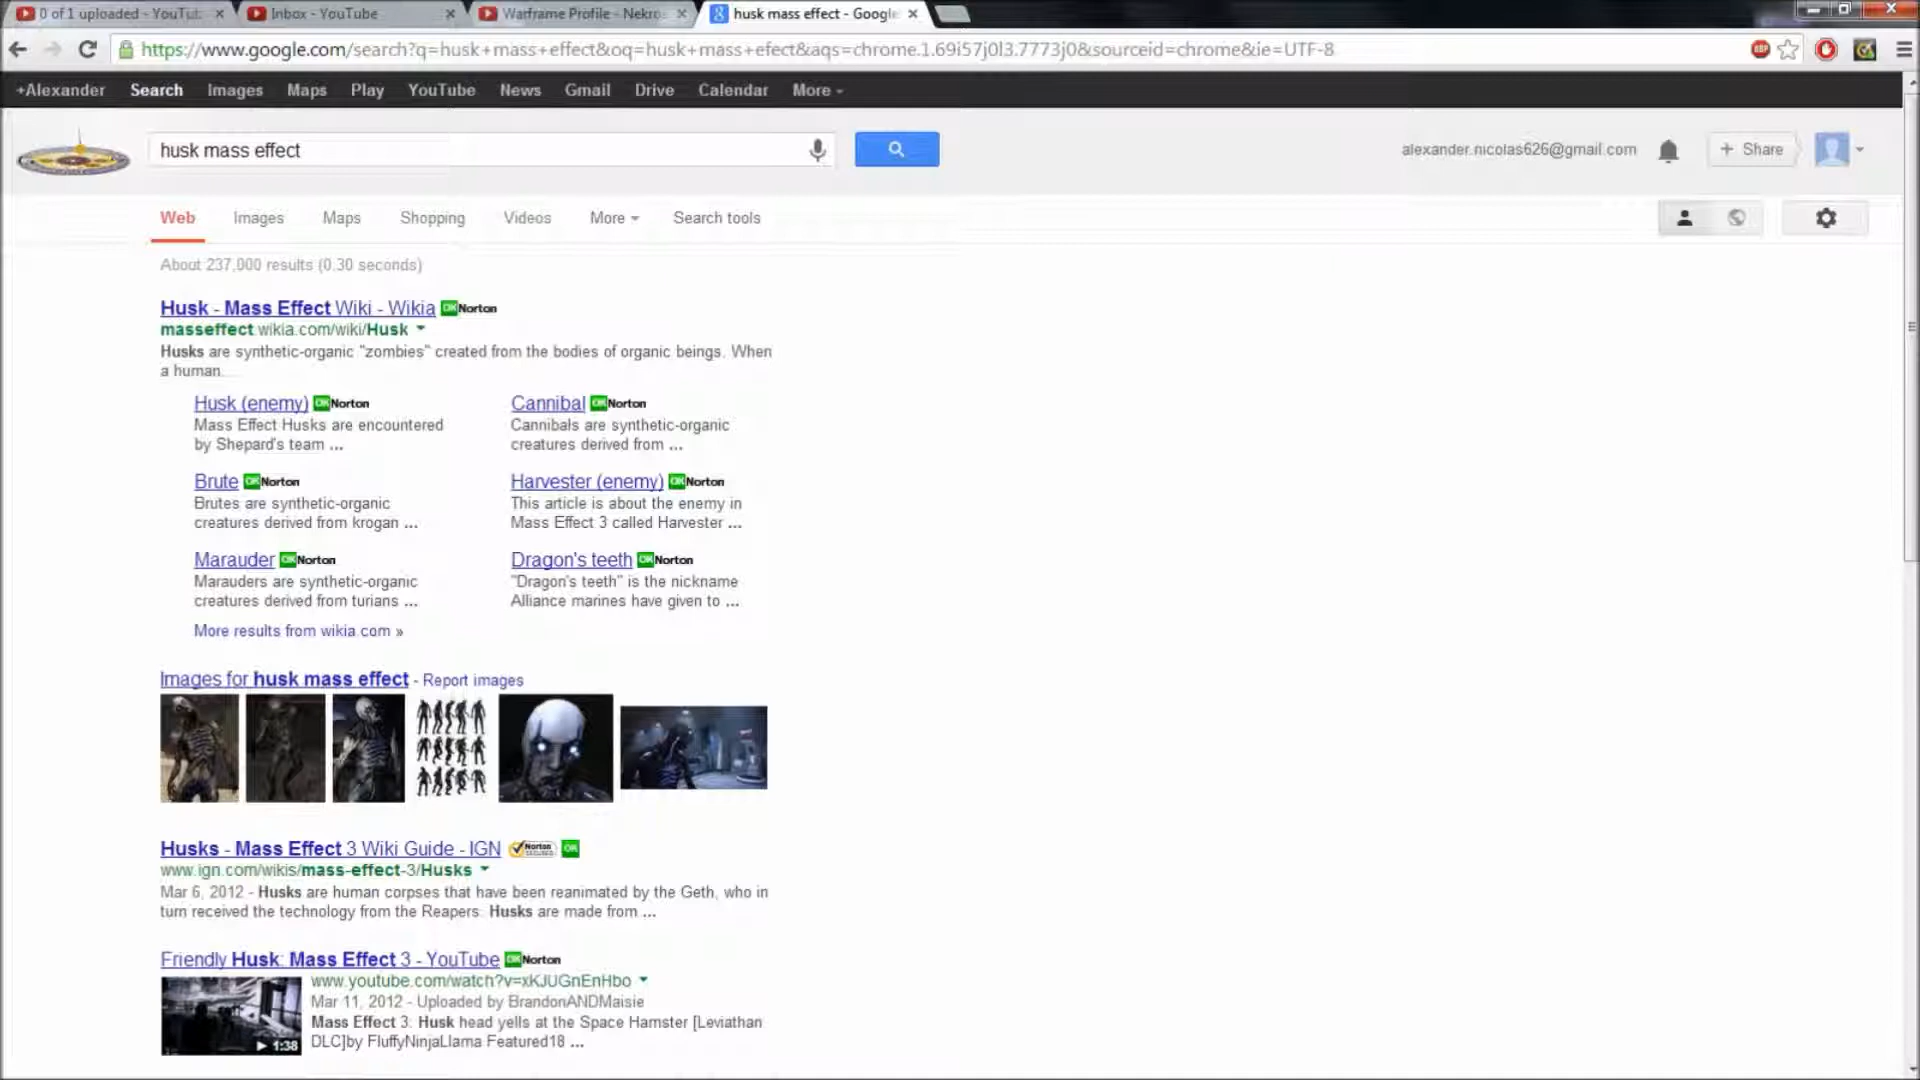 0 of 1 uploaded - YouTu
Inbox - YouTube
Warframe Profile - Nekro
husk mass effect - Google
https://www.google.com/search?q=husk+mass+effect&oq=husk+mass+efect&aqs=chrome.1.69i57j0l3.7773j0&sourceid=chrome&ie=UTF-8
ABP
+Alexander Search Images Maps Play YouTube News Gmail Drive Calendar More
husk mass effect
alexander.nicolas626@gmail.com
+ Share
Web Images Maps Shopping Videos More Search tools
About 237,000 results (0.30 seconds)
Husk - Mass Effect Wiki - Wikia OK Norton
masseffect.wikia.com/wiki/Husk
Husks are synthetic-organic "zombies" created from the bodies of organic beings. When
a human...
Husk (enemy) OK Norton
Mass Effect Husks are encountered
by Shepard's team ...
Cannibal OK Norton
Cannibals are synthetic-organic
creatures derived from ...
Brute OK Norton
Brutes are synthetic-organic
creatures derived from krogan ...
Harvester (enemy) OK Norton
This article is about the enemy in
Mass Effect 3 called Harvester ...
Marauder OK Norton
Marauders are synthetic-organic
creatures derived from turians ...
Dragon's teeth OK Norton
"Dragon's teeth" is the nickname
Alliance marines have given to ...
More results from wikia.com »
Images for husk mass effect - Report images
Husks - Mass Effect 3 Wiki Guide - IGN Norton OK
www.ign.com/wikis/mass-effect-3/Husks
Mar 6, 2012 - Husks are human corpses that have been reanimated by the Geth, who in
turn received the technology from the Reapers. Husks are made from ...
Friendly Husk: Mass Effect 3 - YouTube OK Norton
www.youtube.com/watch?v=xKJUGnEnHbo
Mar 11, 2012 - Uploaded by BrandonANDMaisie
Mass Effect 3: Husk head yells at the Space Hamster [Leviathan
DLC]by FluffyNinjaLlama Featured18 ...
1:38